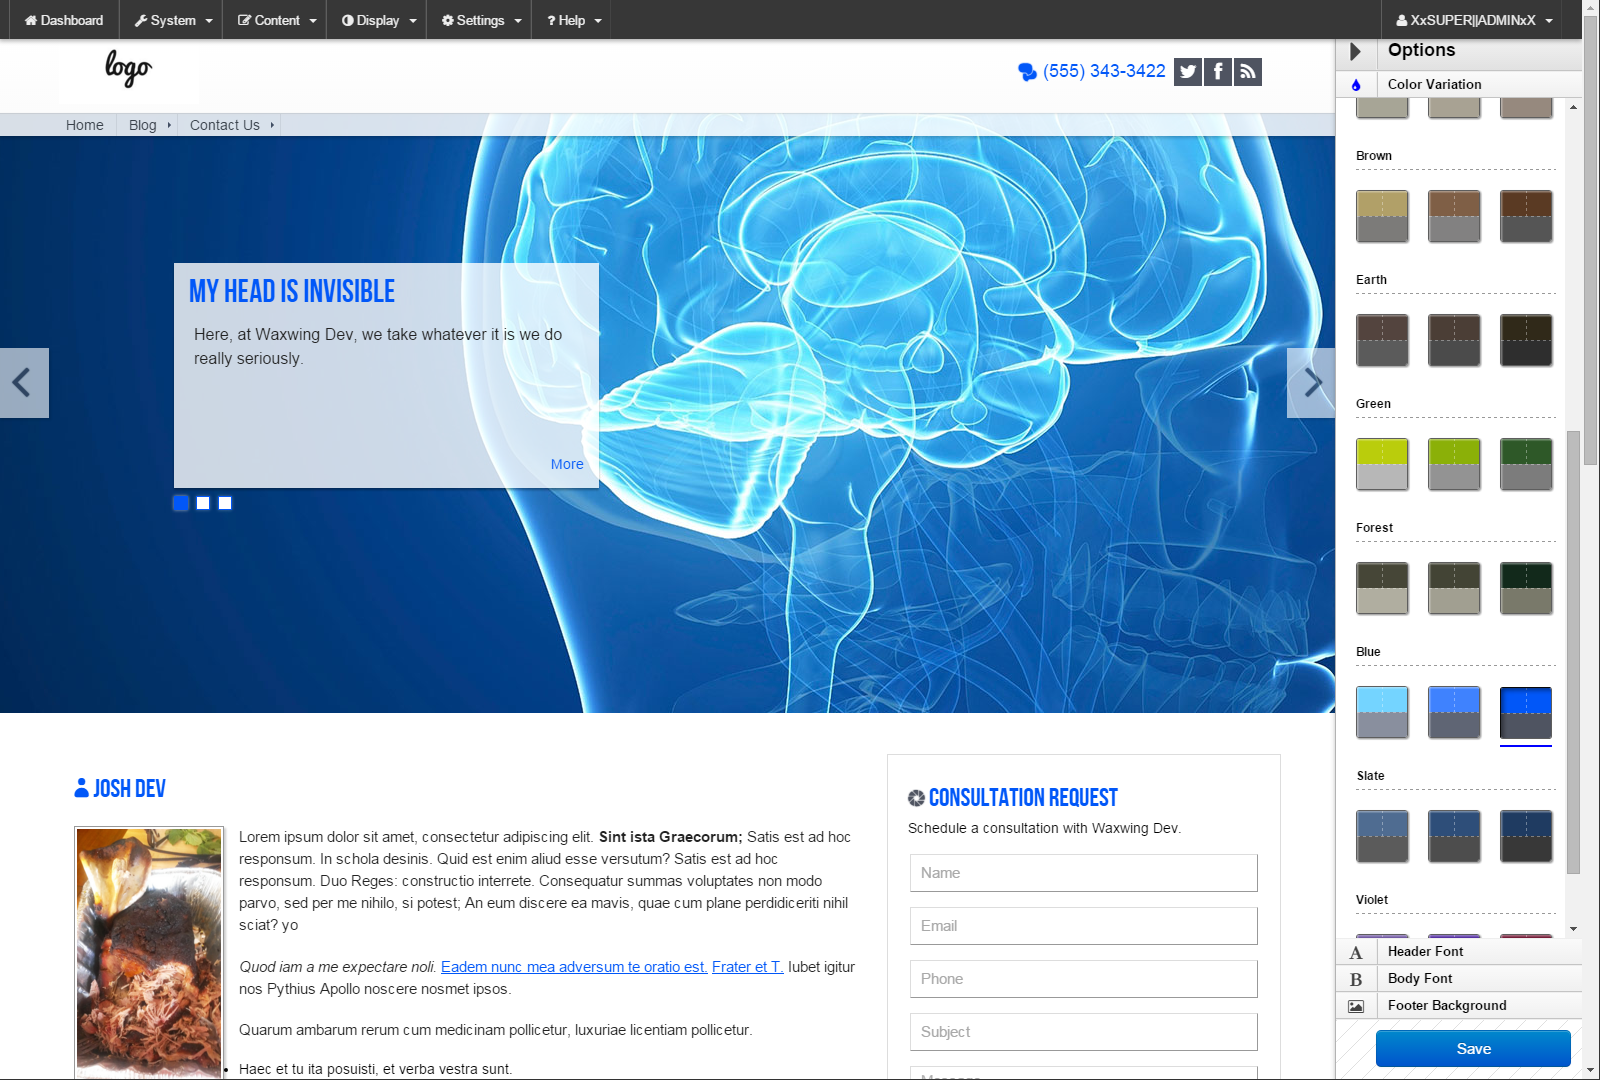 Dashboard System Content Display Settings ? Help XxSUPER||ADMINxX
logo
(555) 343-3422
Home Blog Contact Us
MY HEAD IS INVISIBLE
Here, at Waxwing Dev, we take whatever it is we do
really seriously.
More
JOSH DEV
Lorem ipsum dolor sit amet, consectetur adipiscing elit. Sint ista Graecorum; Satis est ad hoc
responsum. In schola desinis. Quid est enim aliud esse versutum? Satis est ad hoc
responsum. Duo Reges: constructio interrete. Consequatur summas voluptates non modo
parvo, sed per me nihilo, si potest; An eum discere ea mavis, quae cum plane perdidiceriti nihil
sciat? yo
Quod iam a me expectare noli. Eadem nunc mea adversum te oratio est. Frater et T. Iubet igitur
nos Pythius Apollo noscere nosmet ipsos.
Quarum ambarum rerum cum medicinam pollicetur, luxuriae licentiam pollicetur.
• Haec et tu ita posuisti, et verba vestra sunt.
CONSULTATION REQUEST
Schedule a consultation with Waxwing Dev.
Name
Email
Phone
Subject
Options
Color Variation
Brown
Earth
Green
Forest
Blue
Slate
Violet
A Header Font
B Body Font
Footer Background
Save